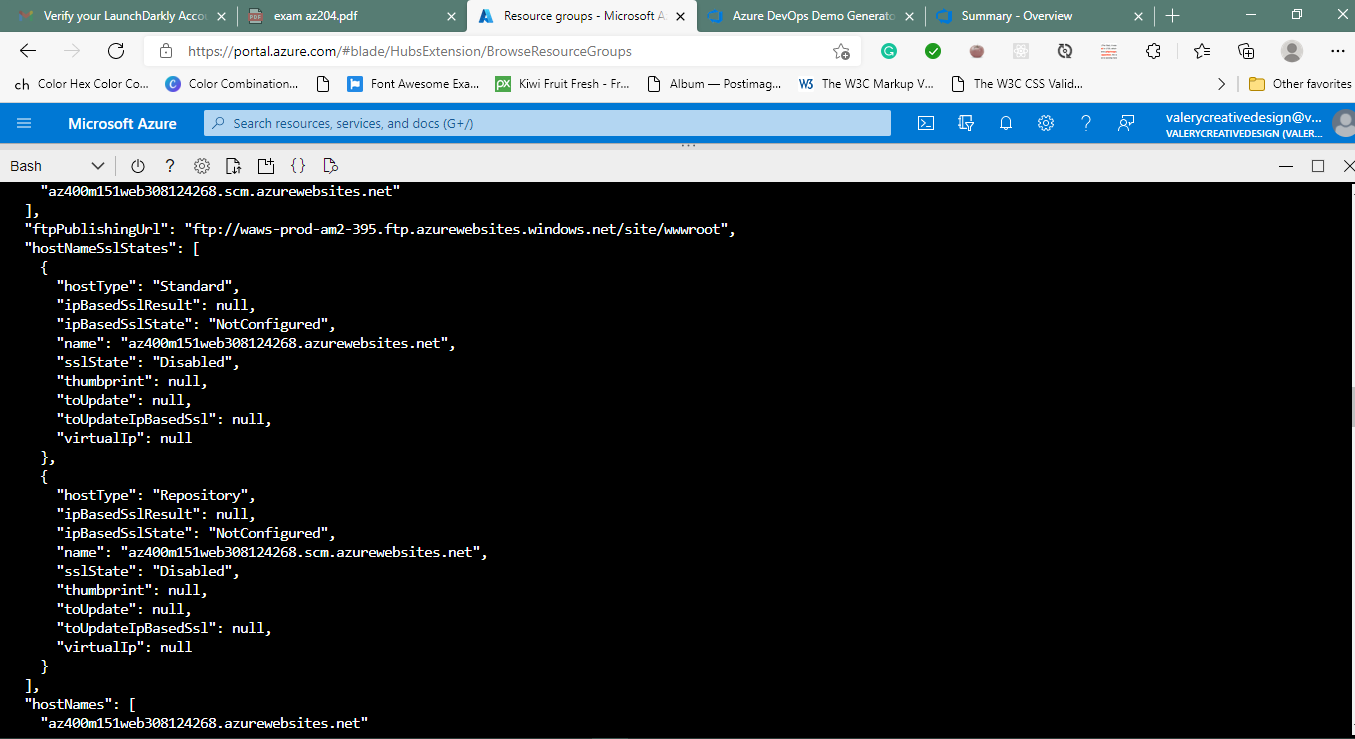 Verify your LaunchDarkly Accou
exam az204.pdf
Resource groups - Microsoft A
Azure DevOps Demo Generato
Summary - Overview
https://portal.azure.com/#blade/HubsExtension/BrowseResourceGroups
ch Color Hex Color Co...
C Color Combination...
Font Awesome Exa...
px Kiwi Fruit Fresh - Fr...
Album — Postimag...
W3 The W3C Markup V...
The W3C CSS Valid...
Other favorites
Microsoft Azure
Search resources, services, and docs (G+/)
valerycreativedesign@v...
VALERYCREATIVEDESIGN (VALER...
Bash
"az400m151web308124268.scm.azurewebsites.net"
],
"ftpPublishingUrl": "ftp://waws-prod-am2-395.ftp.azurewebsites.windows.net/site/wwwroot",
"hostNameSslStates": [
{
"hostType": "Standard",
"ipBasedSslResult": null,
"ipBasedSslState": "NotConfigured",
"name": "az400m151web308124268.azurewebsites.net",
"sslState": "Disabled",
"thumbprint": null,
"toUpdate": null,
"toUpdateIpBasedSsl": null,
"virtualIp": null
},
{
"hostType": "Repository",
"ipBasedSslResult": null,
"ipBasedSslState": "NotConfigured",
"name": "az400m151web308124268.scm.azurewebsites.net",
"sslState": "Disabled",
"thumbprint": null,
"toUpdate": null,
"toUpdateIpBasedSsl": null,
"virtualIp": null
}
],
"hostNames": [
"az400m151web308124268.azurewebsites.net"